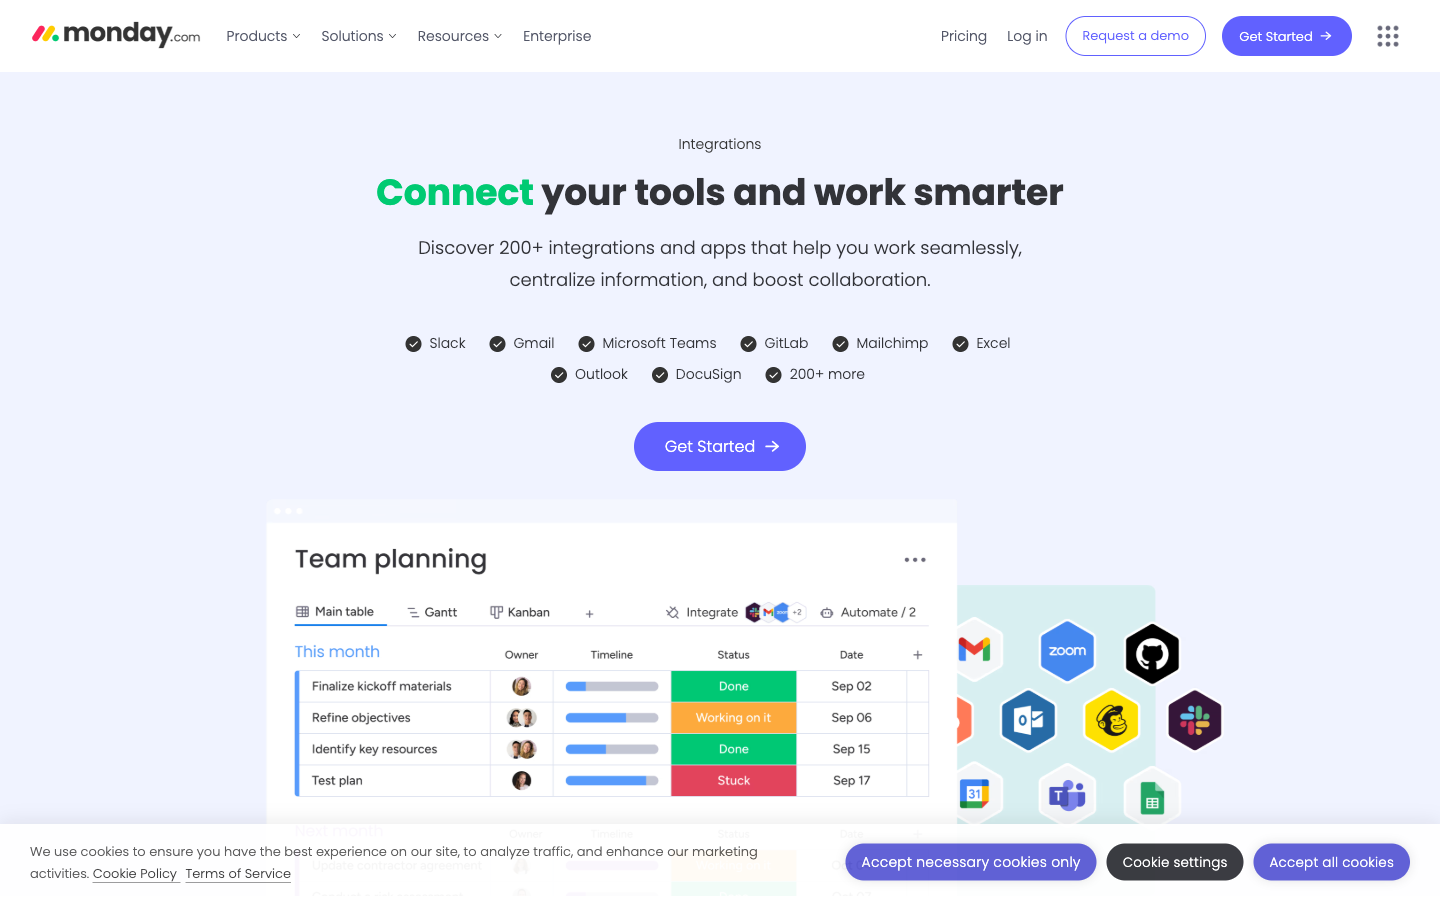 monday.com
Products
Solutions
Resources
Enterprise
Pricing
Log in
Request a demo
Get Started
Integrations
Connect your tools and work smarter
Discover 200+ integrations and apps that help you work seamlessly,
centralize information, and boost collaboration.
Slack Gmail Microsoft Teams GitLab Mailchimp Excel
Outlook DocuSign 200+ more
Get Started
Team planning
Main table Gantt Kanban + Integrate +2 Automate / 2
This month Owner Timeline Status Date +
Finalize kickoff materials Done Sep 02
Refine objectives Working on it Sep 06
Identify key resources Done Sep 15
Test plan Stuck Sep 17
zoom
31
T
Next month Owner Timeline Status Date
We use cookies to ensure you have the best experience on our site, to analyze traffic, and enhance our marketing
activities. Cookie Policy Terms of Service
Accept necessary cookies only
Cookie settings
Accept all cookies